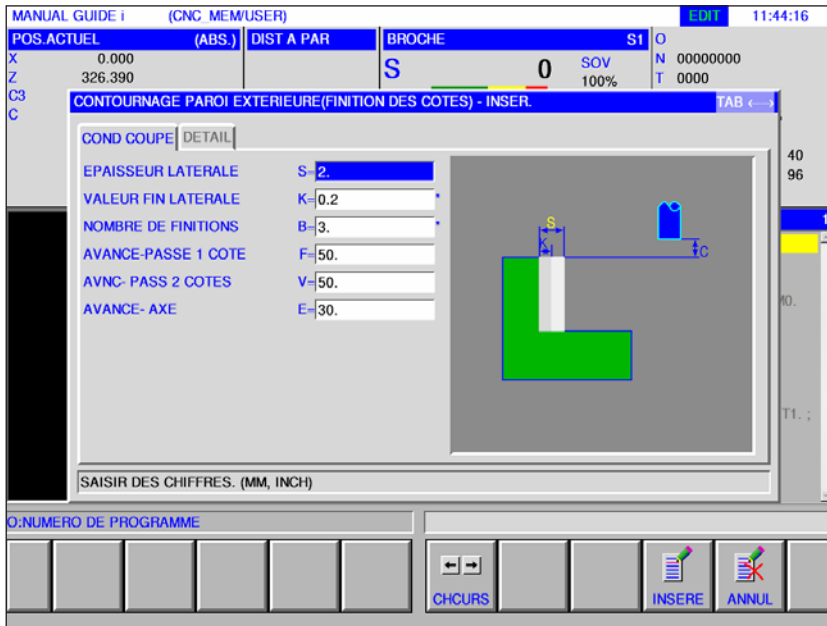 MANUAL GUIDE i (CNC_MEM/USER) EDIT 11:44:16
POS.ACTUEL (ABS.) DIST A PAR BROCHE S1 O
X 0.000 S 0 SOV N 00000000
Z 326.390 100% T 0000
C3
C
CONTOURNAGE PAROI EXTERIEURE(FINITION DES COTES) - INSER. TAB ←→
COND COUPE DETAIL
EPAISSEUR LATERALE S= 2.
VALEUR FIN LATERALE K= 0.2 *
NOMBRE DE FINITIONS B= 3. *
AVANCE-PASSE 1 COTE F= 50.
AVNC- PASS 2 COTES V= 50.
AVANCE- AXE E= 30.
S
K
C
40
96
1
M0.
T1. ;
SAISIR DES CHIFFRES. (MM, INCH)
O:NUMERO DE PROGRAMME
CHCURS INSERE ANNUL